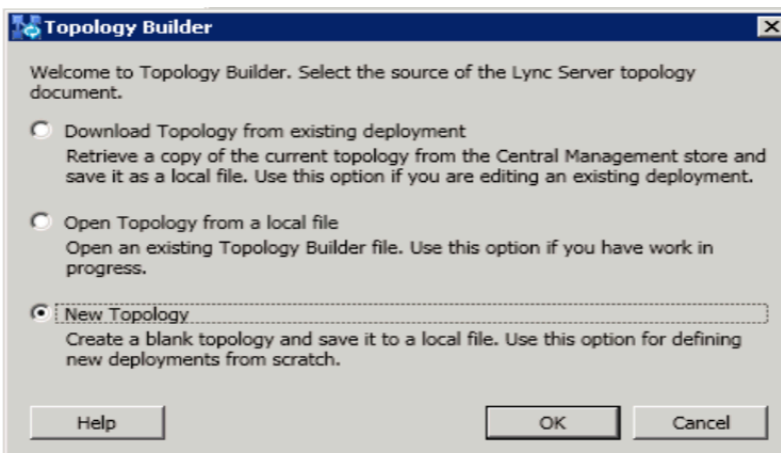 Topology Builder
Welcome to Topology Builder. Select the source of the Lync Server topology
document.
Download Topology from existing deployment
Retrieve a copy of the current topology from the Central Management store and
save it as a local file. Use this option if you are editing an existing deployment.
Open Topology from a local file
Open an existing Topology Builder file. Use this option if you have work in
progress.
New Topology
Create a blank topology and save it to a local file. Use this option for defining
new deployments from scratch.
Help OK Cancel